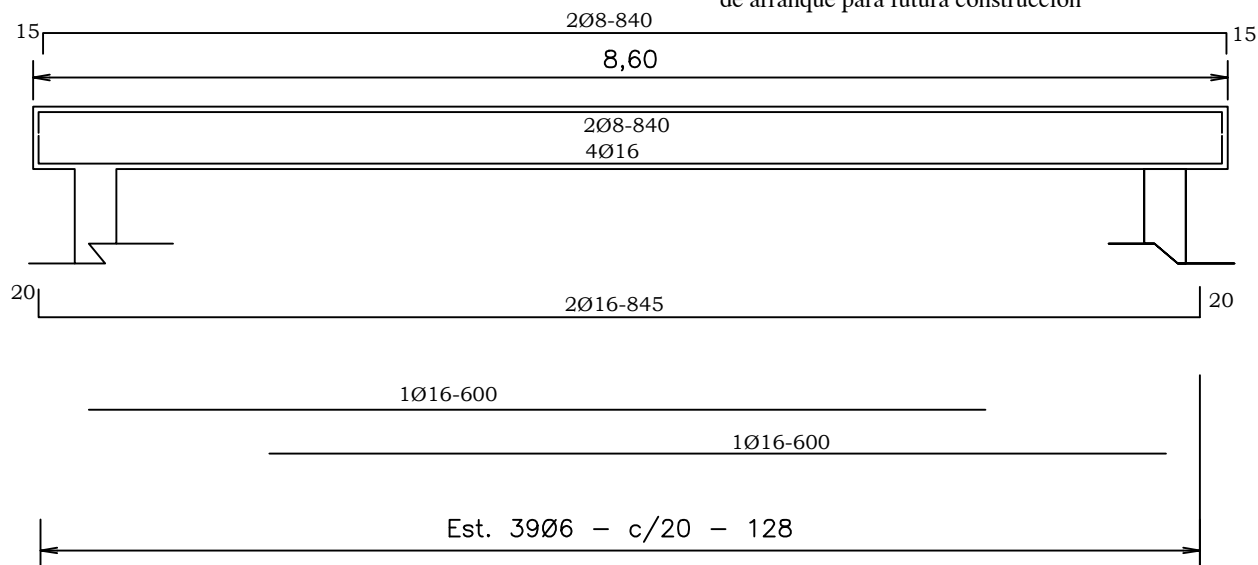 de arranque para futura construcción
2Ø8-840
15
15
8,60
2Ø8-840
4Ø16
20
20
2Ø16-845
1Ø16-600
1Ø16-600
Est. 39Ø6 – c/20 – 128